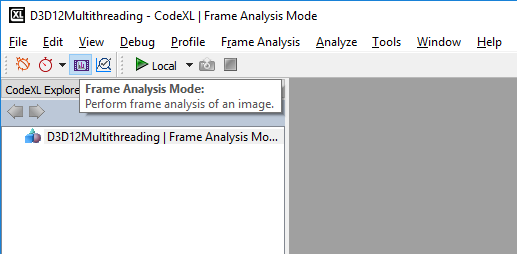 XL D3D12Multithreading - CodeXL | Frame Analysis Mode
File Edit View Debug Profile Frame Analysis Analyze Tools Window Help
Local
CodeXL Explore
Frame Analysis Mode:
Perform frame analysis of an image.
D3D12Multithreading | Frame Analysis Mo...